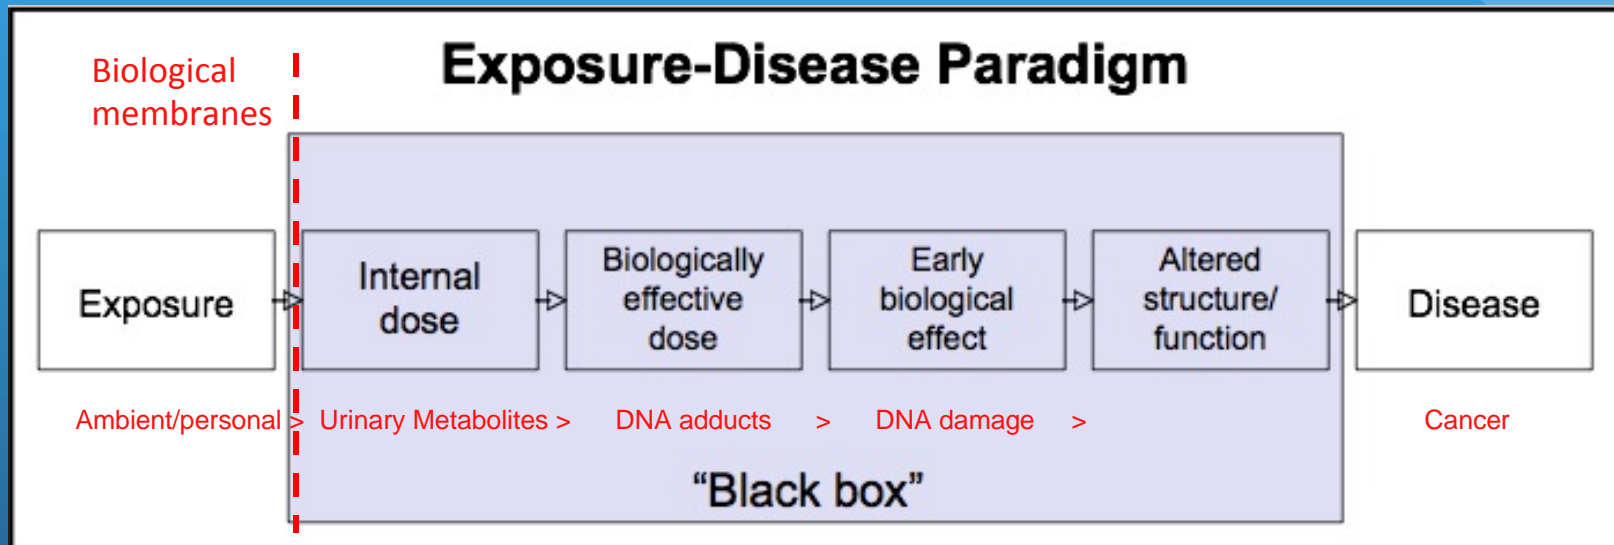 Exposure-Disease Paradigm
Biological
membranes
Exposure
Internal
dose
Biologically
effective
dose
Early
biological
effect
Altered
structure/
function
Disease
Ambient/personal > Urinary Metabolites > DNA adducts > DNA damage > Cancer
“Black box”